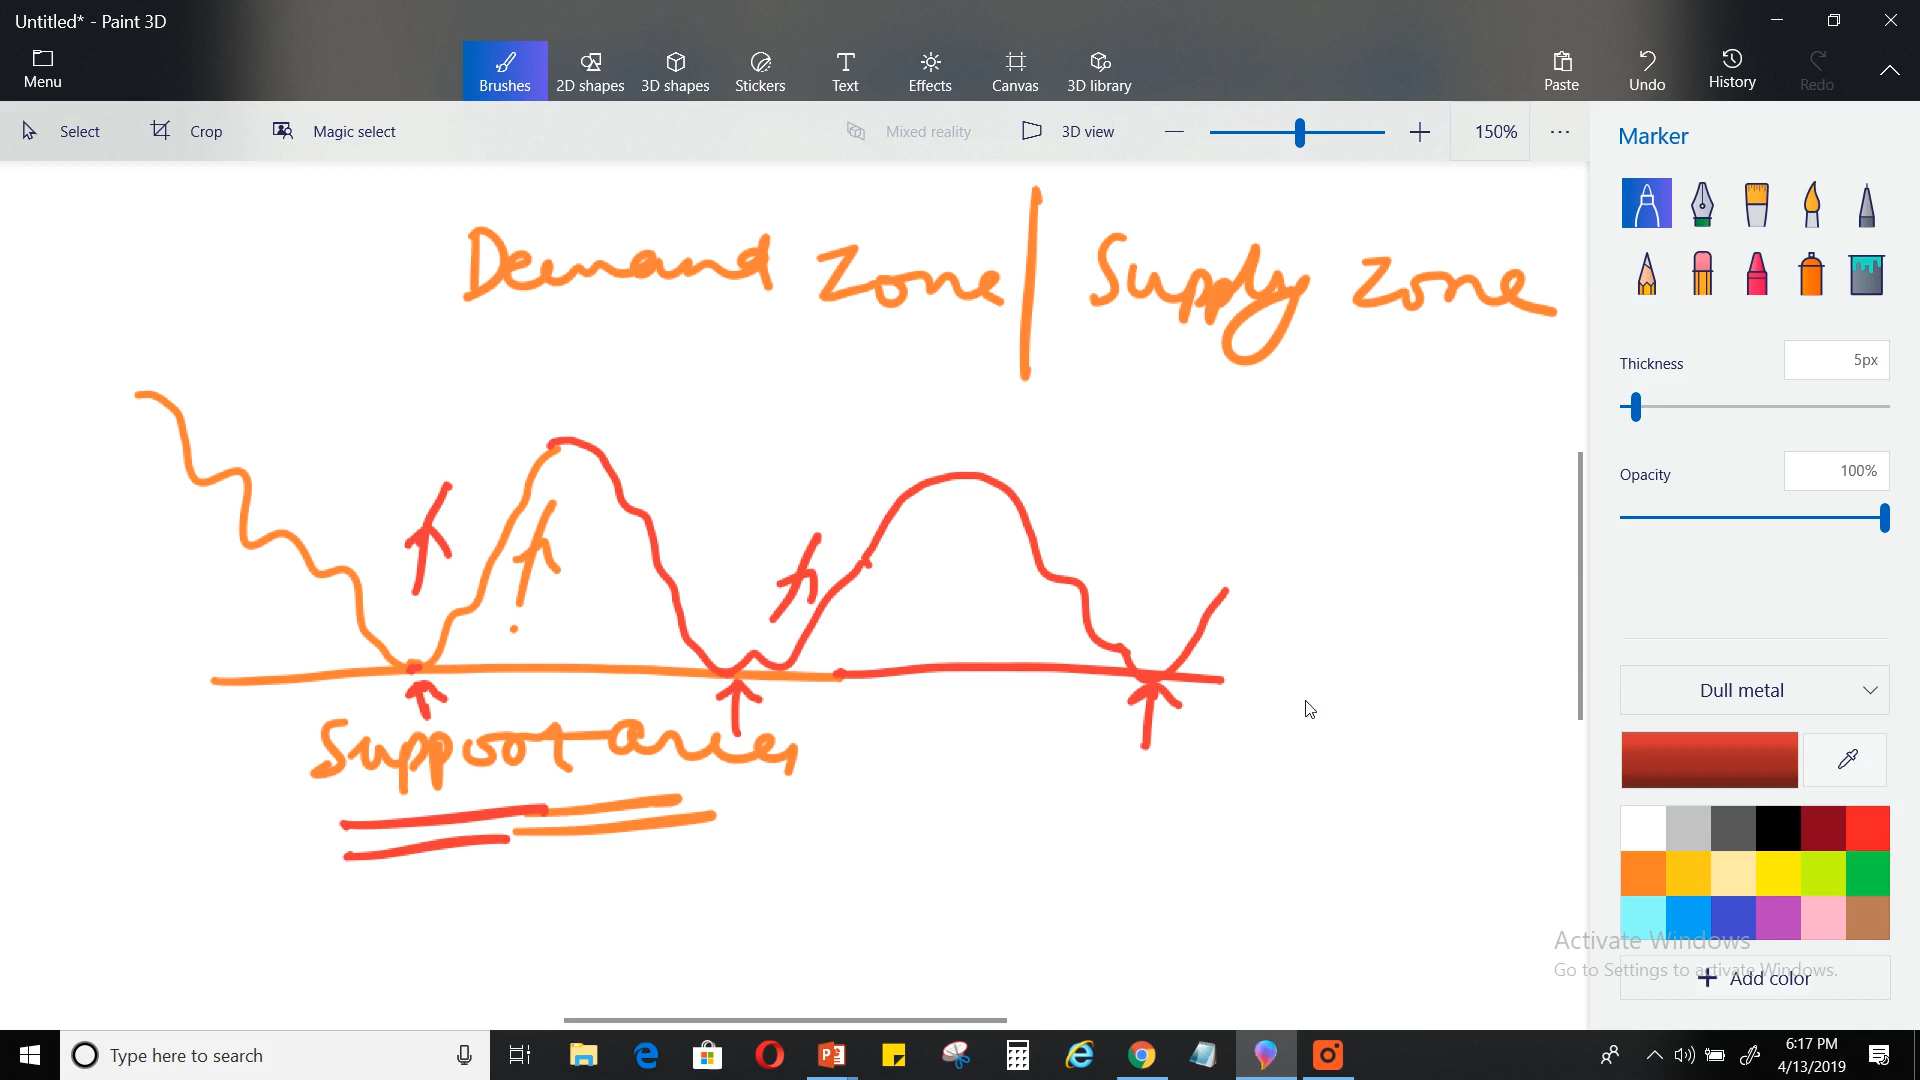 Untitled* - Paint 3D
Menu
Brushes
2D shapes
3D shapes
Stickers
Text
Effects
Canvas
3D library
Paste
Undo
History
Redo
Select
Crop
Magic select
Mixed reality
3D view
150%
Marker
Demand Zone | Supply Zone
Thickness
5px
Opacity
100%
Support area
Dull metal
Activate Windows
Go to Settings to activate Windows.
Add color
Type here to search
6:17 PM
4/13/2019